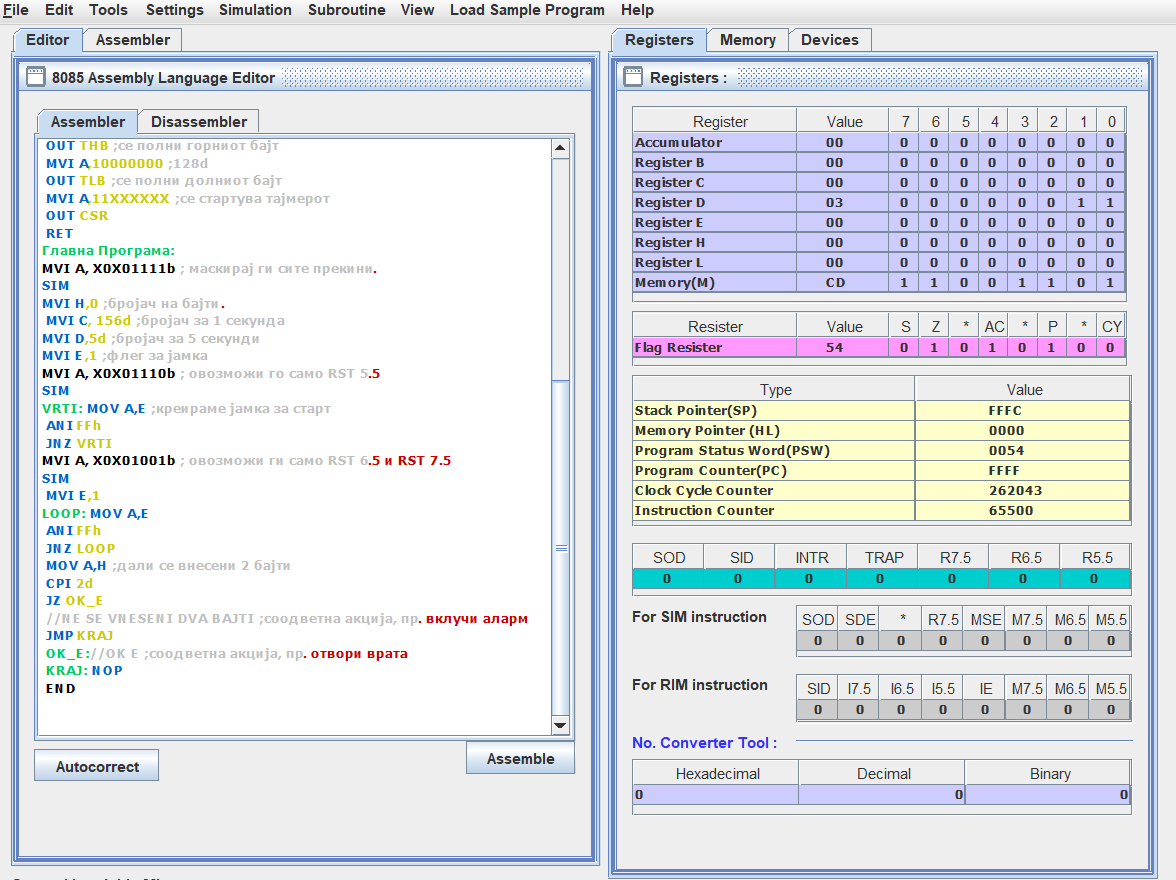 File Edit Tools Settings Simulation Subroutine View Load Sample Program Help
Editor Assembler
8085 Assembly Language Editor
Assembler Disassembler
OUT THB ;се полни горниот бајт
MVI A,10000000 ;128d
OUT TLB ;се полни долниот бајт
MVI A,11XXXXXX ;се стартува тајмерот
OUT CSR
RET
Главна Програма:
MVI A, X0X01111b ; маскирај ги сите прекини.
SIM
MVI H,0 ;бројач на бајти.
MVI C, 156d ;бројач за 1 секунда
MVI D,5d ;бројач за 5 секунди
MVI E,1 ;флег за јамка
MVI A, X0X01110b ; овозможи го само RST 5.5
SIM
VRTI: MOV A,E ;креираме јамка за старт
ANI FFh
JNZ VRTI
MVI A, X0X01001b ; овозможи ги само RST 6.5 и RST 7.5
SIM
MVI E,1
LOOP: MOV A,E
ANI FFh
JNZ LOOP
MOV A,H ;дали се внесени 2 бајти
CPI 2d
JZ OK_E
//NE SE VNESENI DVA BAJTI ;соодветна акција, пр. вклучи аларм
JMP KRAJ
OK_E://OK E ;соодветна акција, пр. отвори врата
KRAJ: NOP
END
Autocorrect
Assemble
Registers Memory Devices
Registers :
Register Value 7 6 5 4 3 2 1 0
Accumulator 00 0 0 0 0 0 0 0 0
Register B 00 0 0 0 0 0 0 0 0
Register C 00 0 0 0 0 0 0 0 0
Register D 03 0 0 0 0 0 0 1 1
Register E 00 0 0 0 0 0 0 0 0
Register H 00 0 0 0 0 0 0 0 0
Register L 00 0 0 0 0 0 0 0 0
Memory(M) CD 1 1 0 0 1 1 0 1
Resister Value S Z * AC * P * CY
Flag Resister 54 0 1 0 1 0 1 0 0
Type Value
Stack Pointer(SP) FFFC
Memory Pointer (HL) 0000
Program Status Word(PSW) 0054
Program Counter(PC) FFFF
Clock Cycle Counter 262043
Instruction Counter 65500
SOD SID INTR TRAP R7.5 R6.5 R5.5
0 0 0 0 0 0 0
For SIM instruction
SOD SDE * R7.5 MSE M7.5 M6.5 M5.5
0 0 0 0 0 0 0 0
For RIM instruction
SID I7.5 I6.5 I5.5 IE M7.5 M6.5 M5.5
0 0 0 0 0 0 0 0
No. Converter Tool :
Hexadecimal Decimal Binary
0 0 0